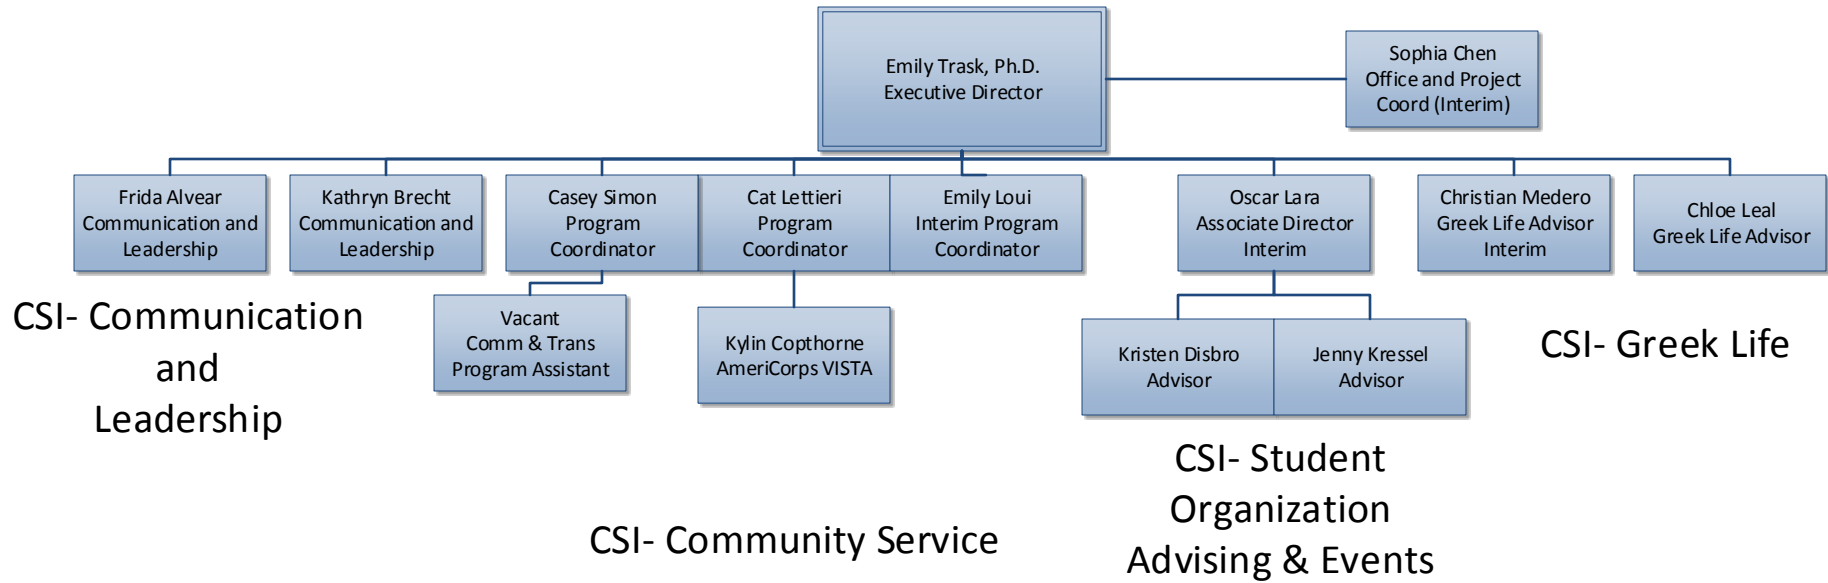 Emily Trask, Ph.D.
Executive Director
Sophia Chen
Office and Project
Coord (Interim)
Frida Alvear
Communication and
Leadership
Kathryn Brecht
Communication and
Leadership
Casey Simon
Program
Coordinator
Cat Lettieri
Program
Coordinator
Emily Loui
Interim Program
Coordinator
Oscar Lara
Associate Director
Interim
Christian Medero
Greek Life Advisor
Interim
Chloe Leal
Greek Life Advisor
Vacant
Comm & Trans
Program Assistant
Kylin Copthorne
AmeriCorps VISTA
Kristen Disbro
Advisor
Jenny Kressel
Advisor
CSI- Communication
and
Leadership
CSI- Community Service
CSI- Student
Organization
Advising & Events
CSI- Greek Life